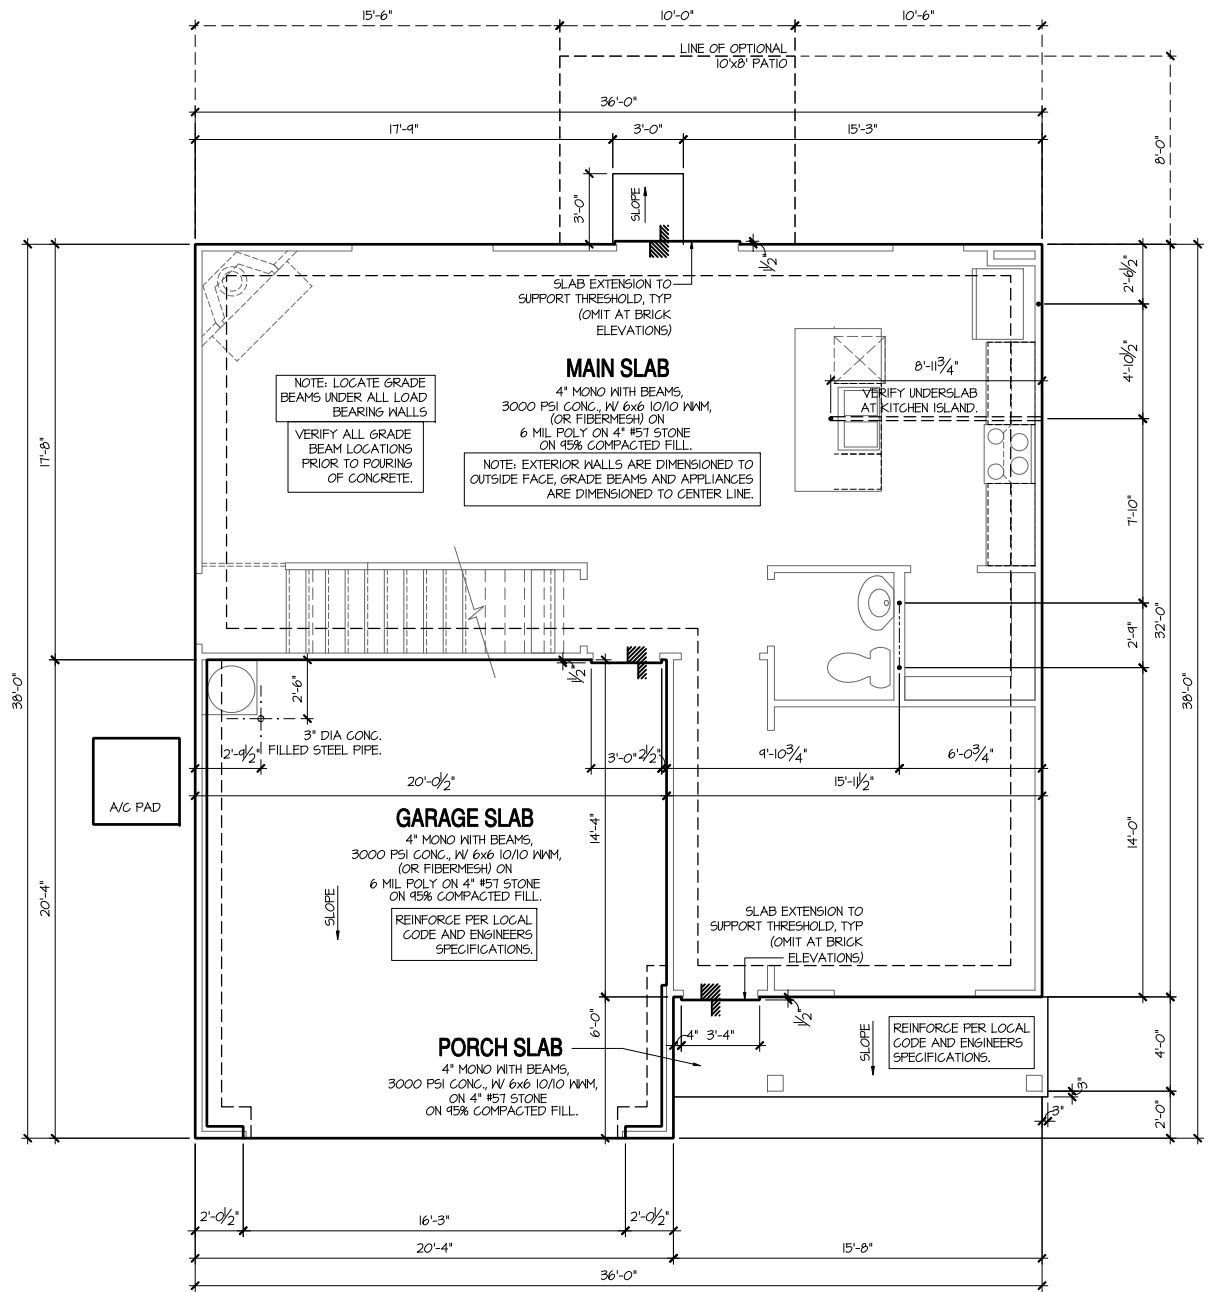 15'-6"
10'-0"
10'-6"
LINE OF OPTIONAL
10'x8' PATIO
36'-0"
17'-9"
3'-0"
15'-3"
8'-0"
3'-0"
SLOPE
1/2"
2'-6 1/2"
SLAB EXTENSION TO
SUPPORT THRESHOLD, TYP
(OMIT AT BRICK
ELEVATIONS)
MAIN SLAB
4" MONO WITH BEAMS,
3000 PSI CONC., W/ 6x6 10/10 WWM,
(OR FIBERMESH) ON
6 MIL POLY ON 4" #57 STONE
ON 95% COMPACTED FILL.
NOTE: EXTERIOR WALLS ARE DIMENSIONED TO
OUTSIDE FACE, GRADE BEAMS AND APPLIANCES
ARE DIMENSIONED TO CENTER LINE.
NOTE: LOCATE GRADE
BEAMS UNDER ALL LOAD
BEARING WALLS
VERIFY ALL GRADE
BEAM LOCATIONS
PRIOR TO POURING
OF CONCRETE.
8'-11 3/4"
VERIFY UNDERSLAB
AT KITCHEN ISLAND.
4'-10 1/2"
17'-8"
7'-10"
2'-9"
32'-0"
38'-0"
38'-0"
1/2"
2'-6"
3" DIA CONC.
FILLED STEEL PIPE.
2'-9 1/2"
3'-0"
2 1/2"
9'-10 3/4"
6'-0 3/4"
20'-0 1/2"
15'-11 1/2"
A/C PAD
GARAGE SLAB
4" MONO WITH BEAMS,
3000 PSI CONC., W/ 6x6 10/10 WWM,
(OR FIBERMESH) ON
6 MIL POLY ON 4" #57 STONE
ON 95% COMPACTED FILL.
REINFORCE PER LOCAL
CODE AND ENGINEERS
SPECIFICATIONS.
SLOPE
14'-4"
14'-0"
20'-4"
SLAB EXTENSION TO
SUPPORT THRESHOLD, TYP
(OMIT AT BRICK
ELEVATIONS)
6'-0"
1/2"
4"
3'-4"
SLOPE
REINFORCE PER LOCAL
CODE AND ENGINEERS
SPECIFICATIONS.
4'-0"
PORCH SLAB
4" MONO WITH BEAMS,
3000 PSI CONC., W/ 6x6 10/10 WWM,
ON 4" #57 STONE
ON 95% COMPACTED FILL.
3"
3"
2'-0"
2'-0 1/2"
16'-3"
2'-0 1/2"
20'-4"
15'-8"
36'-0"